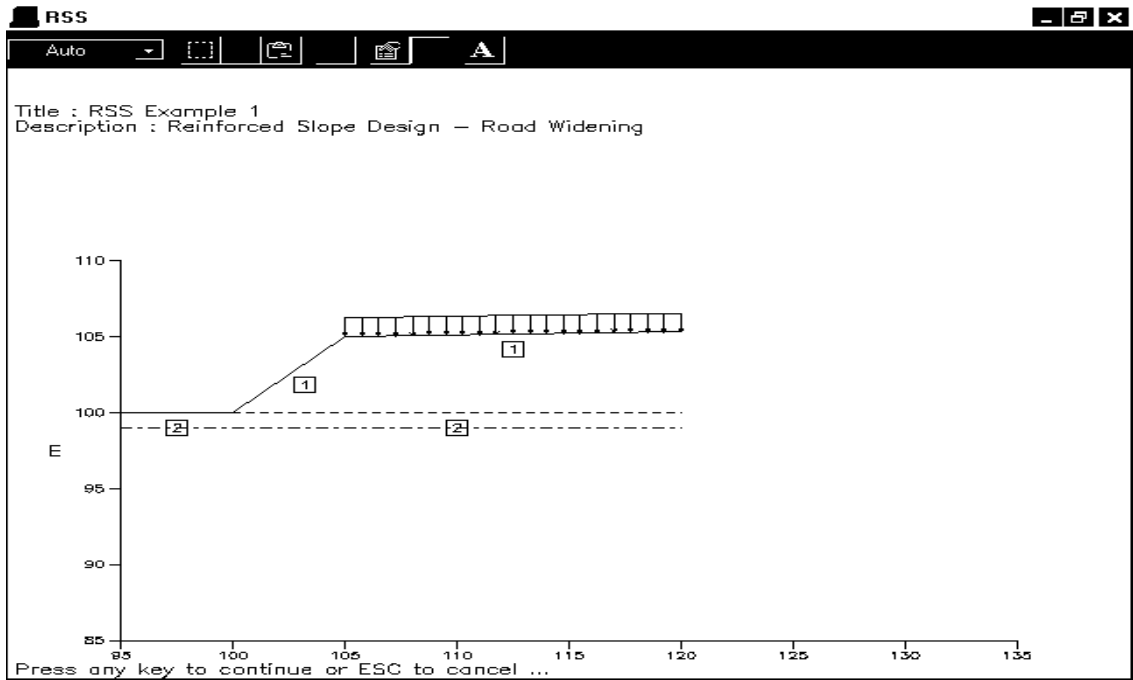 RSS
Auto
A
Title : RSS Example 1
Description : Reinforced Slope Design – Road Widening
110
105
1
1
100
2 2
E
95
90
85
95 100 105 110 115 120 125 130 135
Press any key to continue or ESC to cancel ...